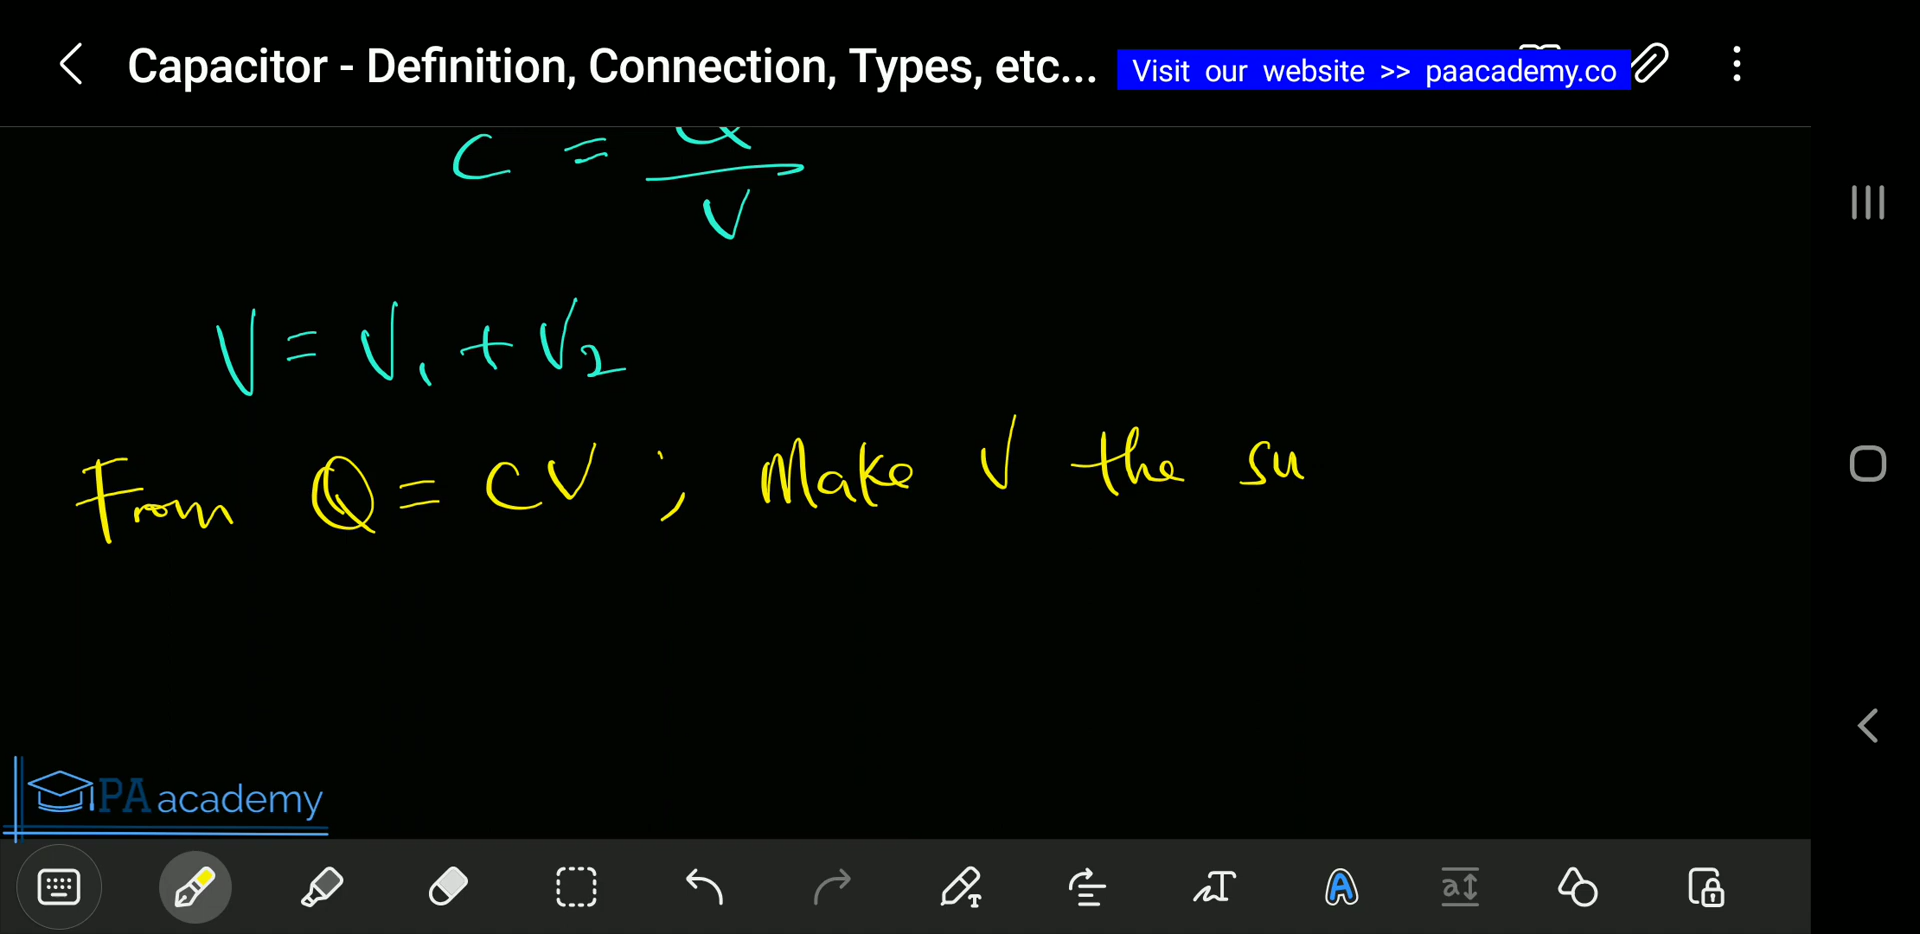 Capacitor - Definition, Connection, Types, etc...
Visit our website >> paacademy.co
C = Q
V
V = V₁ + V₂
From Q = CV ; Make V the su
PA academy